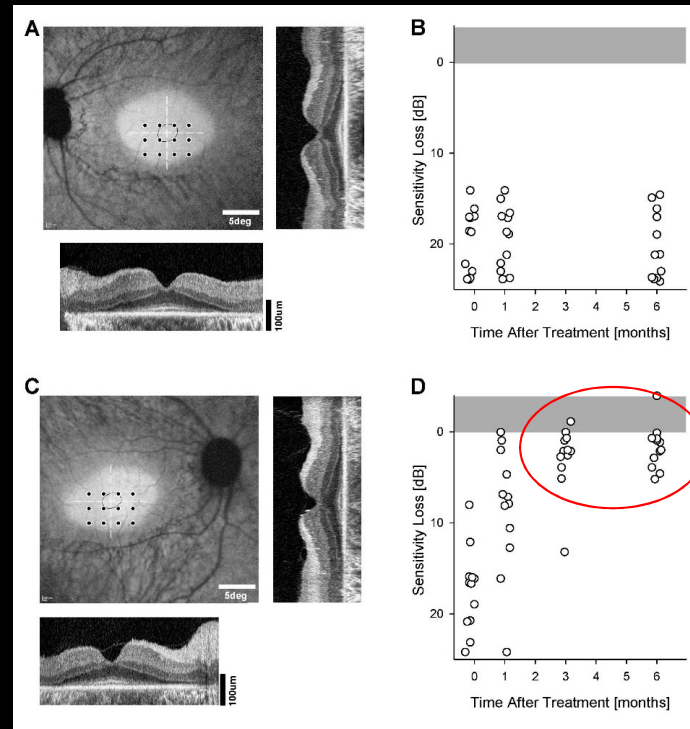 A
5deg
100um
B
Sensitivity Loss [dB]
0
10
20
0 1 2 3 4 5 6
Time After Treatment [months]
C
5deg
100um
D
Sensitivity Loss [dB]
0
10
20
0 1 2 3 4 5 6
Time After Treatment [months]